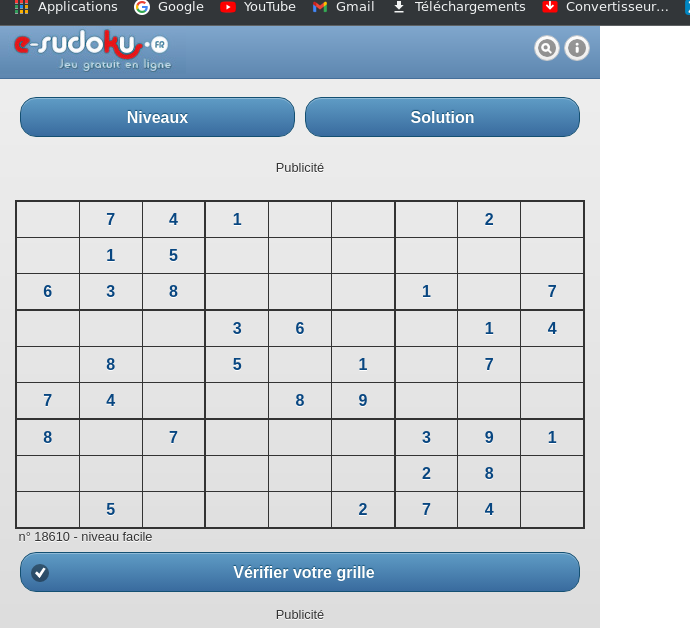 Applications Google YouTube Gmail Téléchargements Convertisseur…
e-sudoku.FR
Jeu gratuit en ligne
Niveaux Solution
Publicité
7 4 1 2
1 5
6 3 8 1 7
3 6 1 4
8 5 1 7
7 4 8 9
8 7 3 9 1
2 8
5 2 7 4
n° 18610 - niveau facile
Vérifier votre grille
Publicité